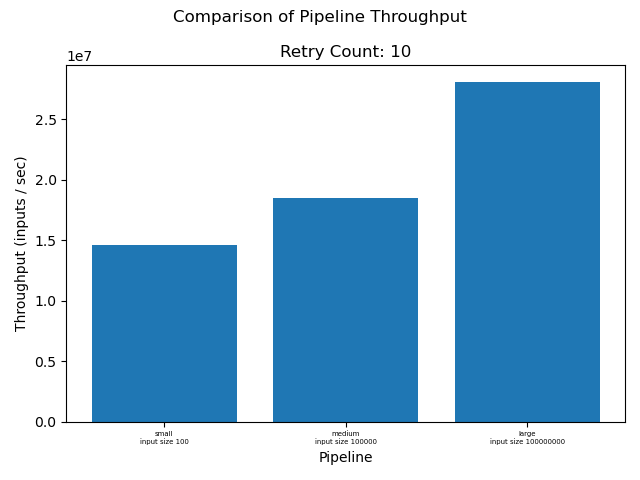 Comparison of Pipeline Throughput
Retry Count: 10
1e7
2.5
2.0
1.5
1.0
0.5
0.0
Throughput (inputs / sec)
small
input size 100
medium
input size 100000
large
input size 100000000
Pipeline